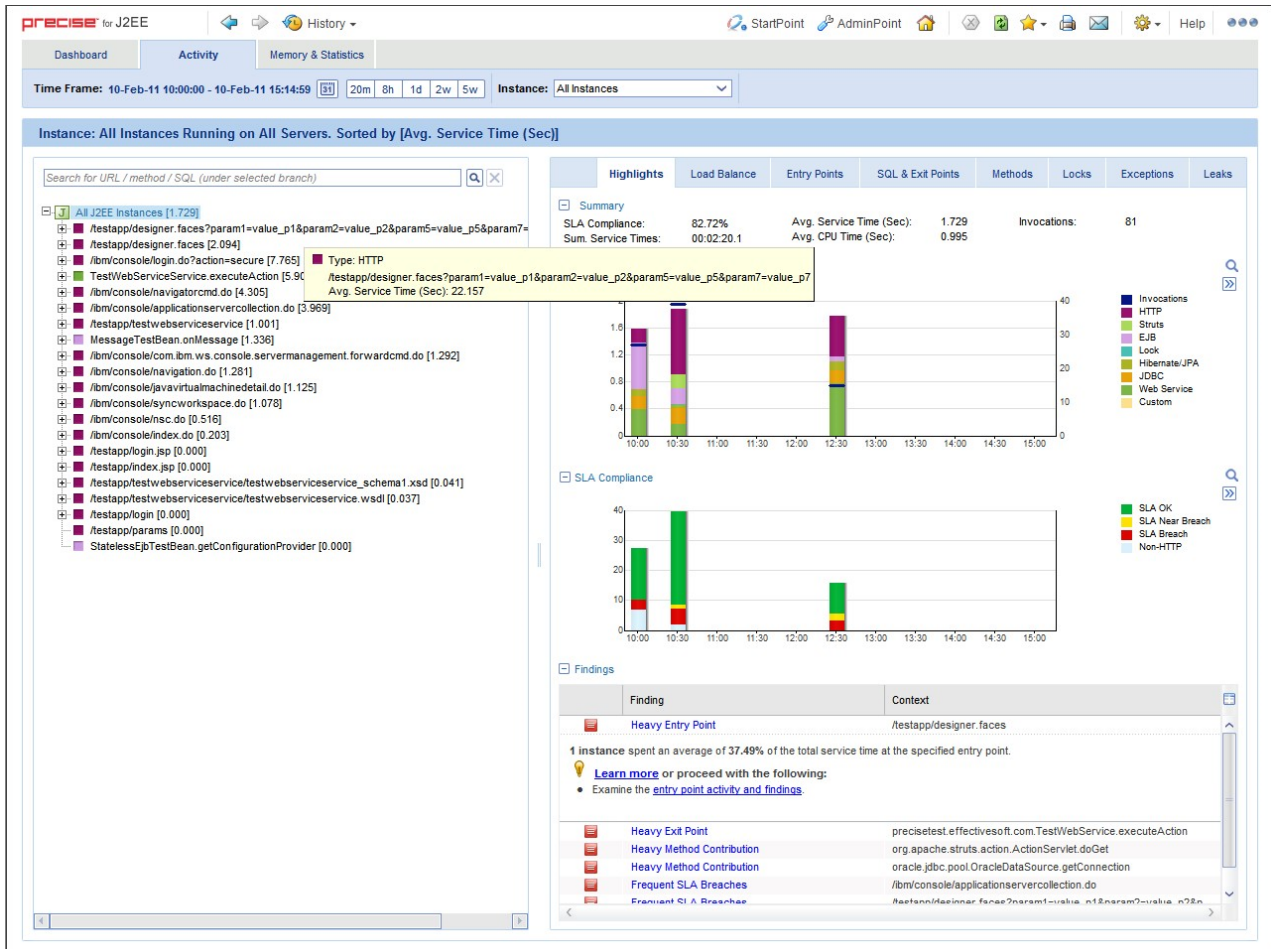 precise for J2EE
History
StartPoint
AdminPoint
Help
Dashboard
Activity
Memory & Statistics
Time Frame: 10-Feb-11 10:00:00 - 10-Feb-11 15:14:59
31
20m 8h 1d 2w 5w
Instance: All Instances
Instance: All Instances Running on All Servers. Sorted by [Avg. Service Time (Sec)]
Search for URL / method / SQL (under selected branch)
J All J2EE Instances [1.729]
/testapp/designer.faces?param1=value_p1&param2=value_p2&param5=value_p5&param7=
/testapp/designer.faces [2.094]
/ibm/console/login.do?action=secure [7.765]
TestWebServiceService.executeAction [5.90
/ibm/console/navigatorcmd.do [4.305]
/ibm/console/applicationservercollection.do [3.969]
/testapp/testwebserviceservice [1.001]
MessageTestBean.onMessage [1.336]
/ibm/console/com.ibm.ws.console.servermanagement.forwardcmd.do [1.292]
/ibm/console/navigation.do [1.281]
/ibm/console/javavirtualmachinedetail.do [1.125]
/ibm/console/syncworkspace.do [1.078]
/ibm/console/nsc.do [0.516]
/ibm/console/index.do [0.203]
/testapp/login.jsp [0.000]
/testapp/index.jsp [0.000]
/testapp/testwebserviceservice/testwebserviceservice_schema1.xsd [0.041]
/testapp/testwebserviceservice/testwebserviceservice.wsdl [0.037]
/testapp/login [0.000]
/testapp/params [0.000]
StatelessEjbTestBean.getConfigurationProvider [0.000]
Type: HTTP
/testapp/designer.faces?param1=value_p1&param2=value_p2&param5=value_p5&param7=value_p7
Avg. Service Time (Sec): 22.157
Highlights
Load Balance
Entry Points
SQL & Exit Points
Methods
Locks
Exceptions
Leaks
Summary
SLA Compliance: 82.72% Avg. Service Time (Sec): 1.729 Invocations: 81
Sum. Service Times: 00:02:20.1 Avg. CPU Time (Sec): 0.995
2
1.6
1.2
0.8
0.4
0
40
30
20
10
0
10:00 10:30 11:00 11:30 12:00 12:30 13:00 13:30 14:00 14:30 15:00
Invocations
HTTP
Struts
EJB
Lock
Hibernate/JPA
JDBC
Web Service
Custom
SLA Compliance
40
30
20
10
0
10:00 10:30 11:00 11:30 12:00 12:30 13:00 13:30 14:00 14:30 15:00
SLA OK
SLA Near Breach
SLA Breach
Non-HTTP
Findings
Finding Context
Heavy Entry Point /testapp/designer.faces
1 instance spent an average of 37.49% of the total service time at the specified entry point.
Learn more or proceed with the following:
• Examine the entry point activity and findings.
Heavy Exit Point precisetest.effectivesoft.com.TestWebService.executeAction
Heavy Method Contribution org.apache.struts.action.ActionServlet.doGet
Heavy Method Contribution oracle.jdbc.pool.OracleDataSource.getConnection
Frequent SLA Breaches /ibm/console/applicationservercollection.do
Frequent SLA Breaches /testapp/designer.faces?param1=value_p1&param2=value_p2&p